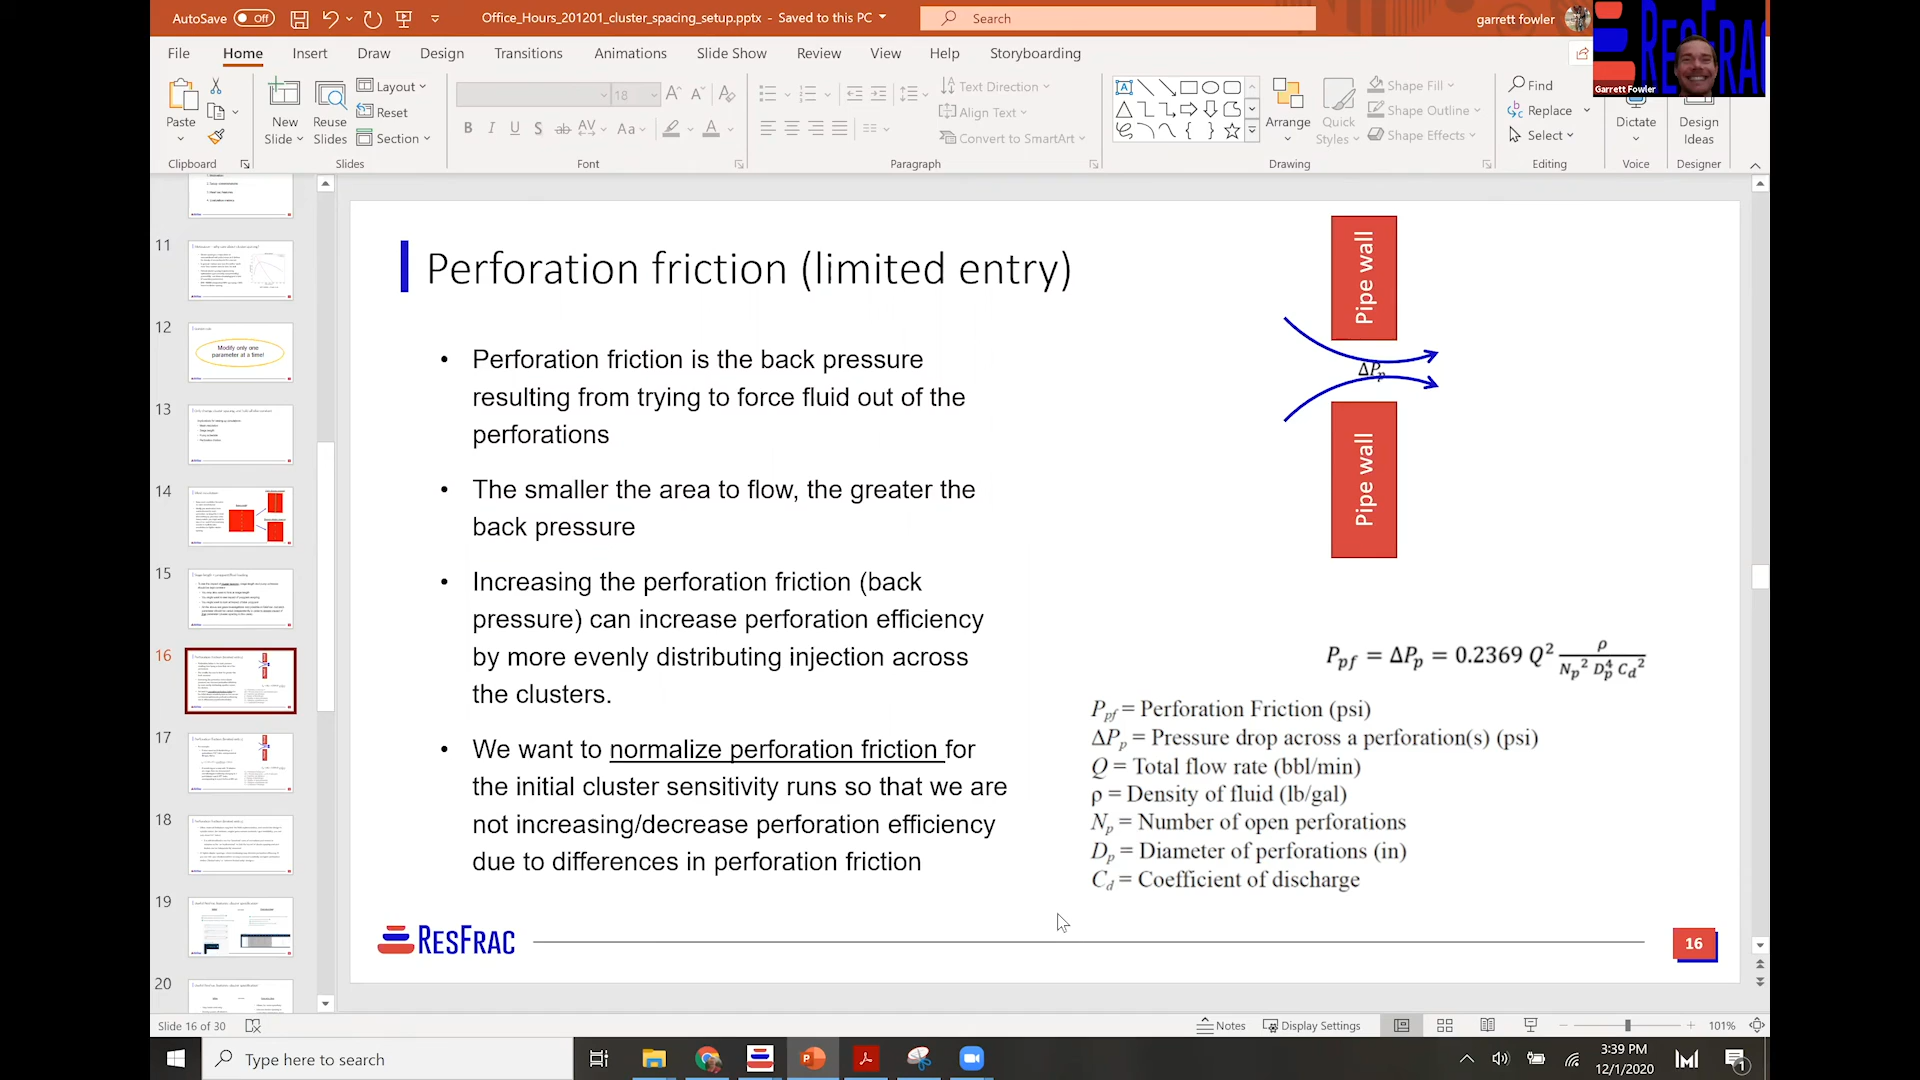 AutoSave Off
Office_Hours_201201_cluster_spacing_setup.pptx - Saved to this PC
Search
garrett fowler
File Home Insert Draw Design Transitions Animations Slide Show Review View Help Storyboarding
Garrett Fowler
Paste
New Slide
Reuse Slides
Layout
Reset
Section
18
Text Direction
Align Text
Convert to SmartArt
Arrange
Quick Styles
Shape Fill
Shape Outline
Shape Effects
Find
Replace
Select
Dictate
Design Ideas
Clipboard Slides Font Paragraph Drawing Editing Voice Designer
11
12
Modify only one
parameter at a time!
13
14
15
16
17
18
19
20
Perforation friction (limited entry)
• Perforation friction is the back pressure
resulting from trying to force fluid out of the
perforations
• The smaller the area to flow, the greater the
back pressure
• Increasing the perforation friction (back
pressure) can increase perforation efficiency
by more evenly distributing injection across
the clusters.
• We want to normalize perforation friction for
the initial cluster sensitivity runs so that we are
not increasing/decrease perforation efficiency
due to differences in perforation friction
Pipe wall
ΔPp
Pipe wall
Ppf = ΔPp = 0.2369 Q² ρ / Np² Dp⁴ Cd²
Ppf = Perforation Friction (psi)
ΔPp = Pressure drop across a perforation(s) (psi)
Q = Total flow rate (bbl/min)
ρ = Density of fluid (lb/gal)
Np = Number of open perforations
Dp = Diameter of perforations (in)
Cd = Coefficient of discharge
RESFRAC
16
Slide 16 of 30
Notes
Display Settings
101%
Type here to search
3:39 PM
12/1/2020